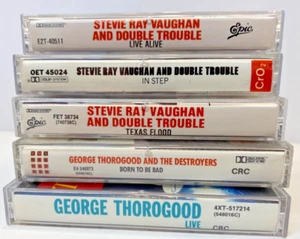 STEVIE RAY VAUGHAN
AND DOUBLE TROUBLE
EZT-40511
LIVE ALIVE
Epic
OET 45024
STEVIE RAY VAUGHAN AND DOUBLE TROUBLE
IN STEP
CrO2
FET 38734
STEVIE RAY VAUGHAN
AND DOUBLE TROUBLE
TEXAS FLOOD
Epic
GEORGE THOROGOOD AND THE DESTROYERS
BORN TO BE BAD
CRC
GEORGE THOROGOOD
LIVE
4XT-517214
CRC